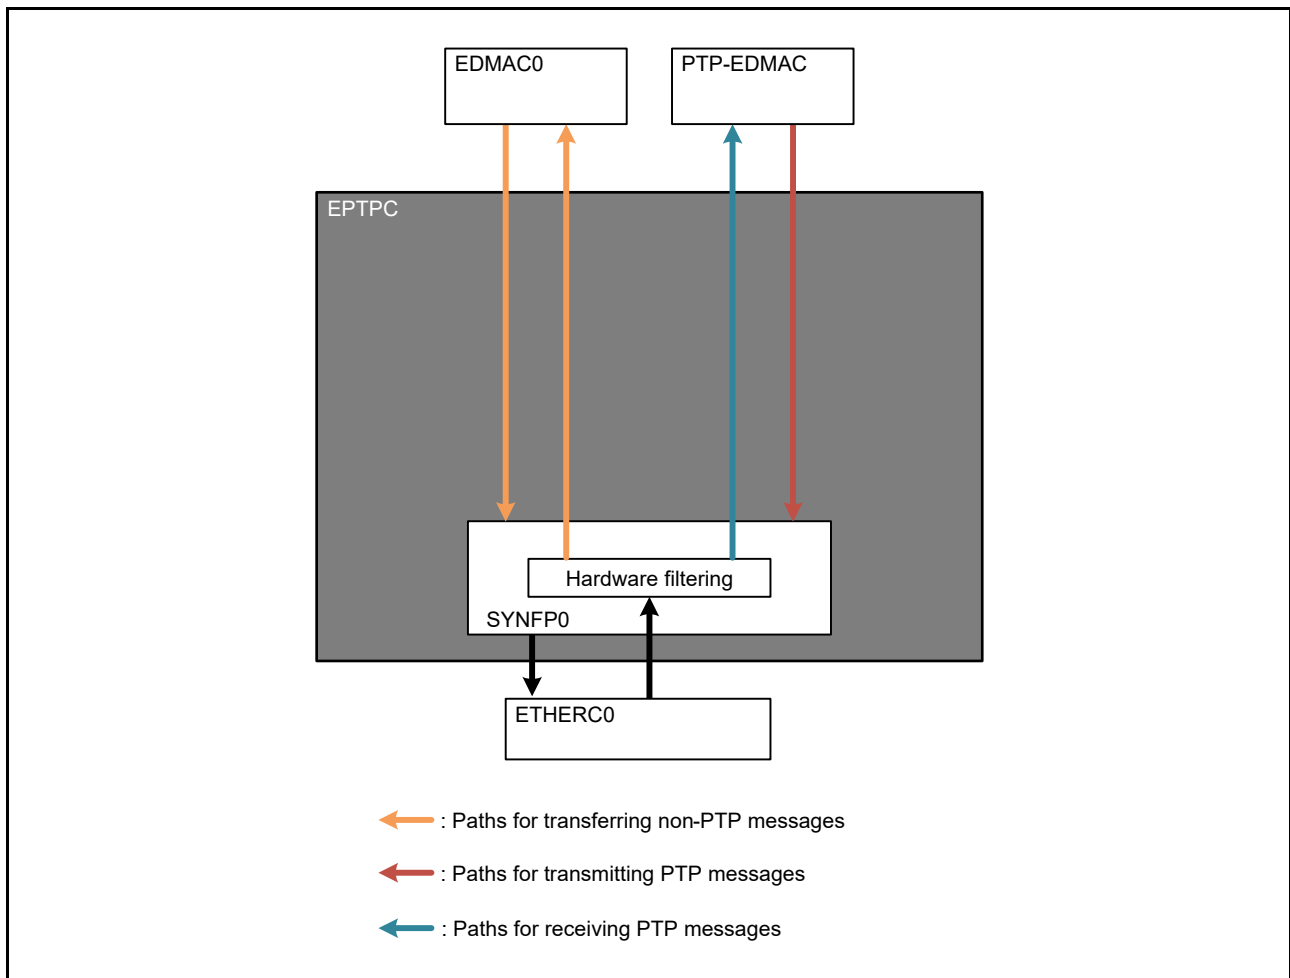 EDMAC0
PTP-EDMAC
EPTPC
Hardware filtering
SYNFP0
ETHERC0
: Paths for transferring non-PTP messages
: Paths for transmitting PTP messages
: Paths for receiving PTP messages